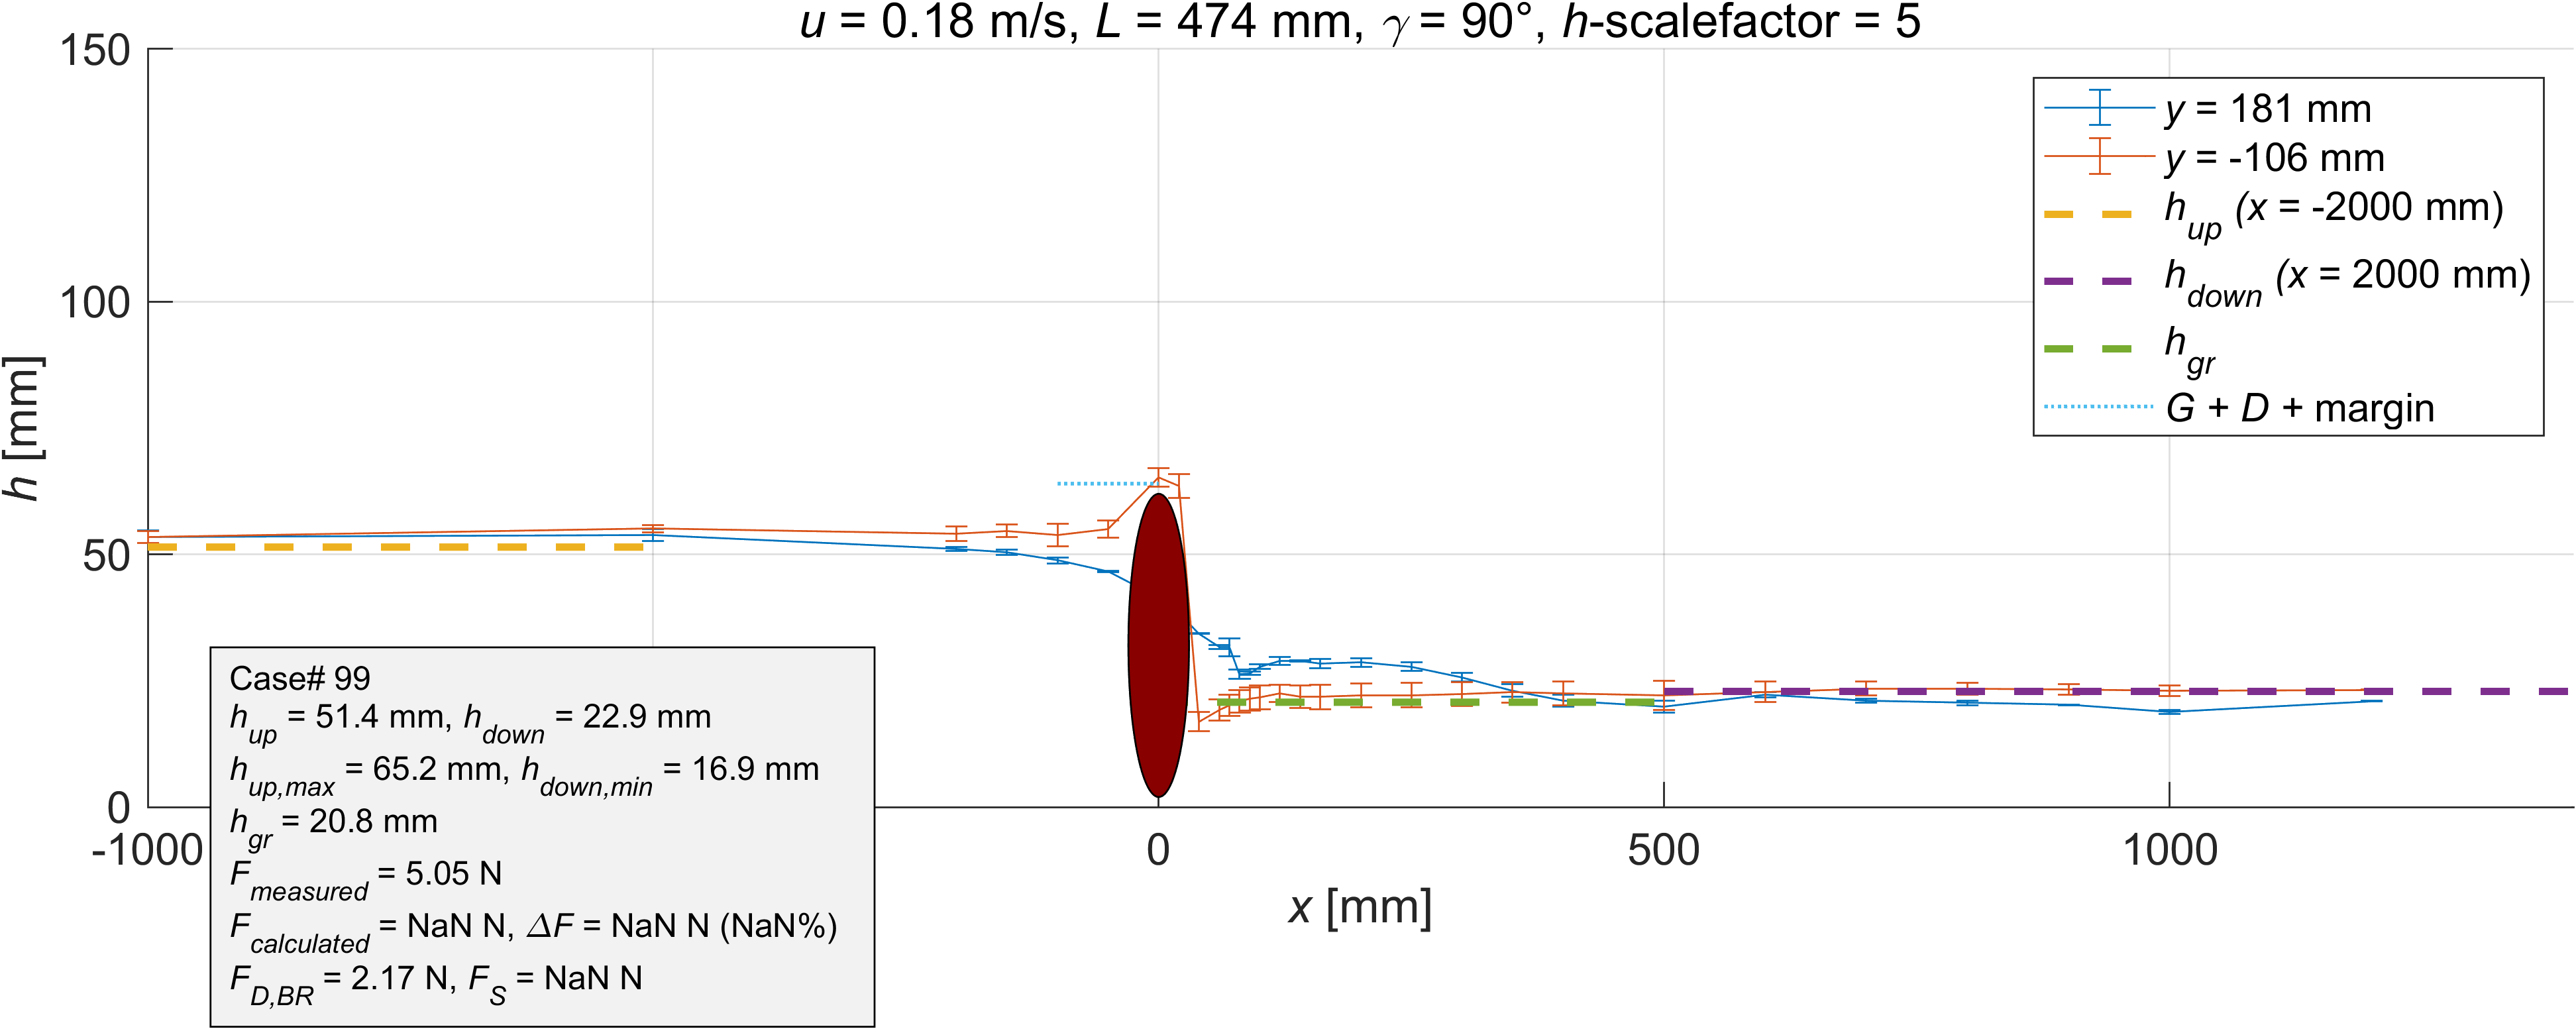 u = 0.18 m/s, L = 474 mm, γ = 90°, h-scalefactor = 5
150
100
50
0
h [mm]
-1000
0
500
1000
x [mm]
y = 181 mm
y = -106 mm
h_up (x = -2000 mm)
h_down (x = 2000 mm)
h_gr
G + D + margin
Case# 99
h_up = 51.4 mm, h_down = 22.9 mm
h_up,max = 65.2 mm, h_down,min = 16.9 mm
h_gr = 20.8 mm
F_measured = 5.05 N
F_calculated = NaN N, ΔF = NaN N (NaN%)
F_D,BR = 2.17 N, F_S = NaN N